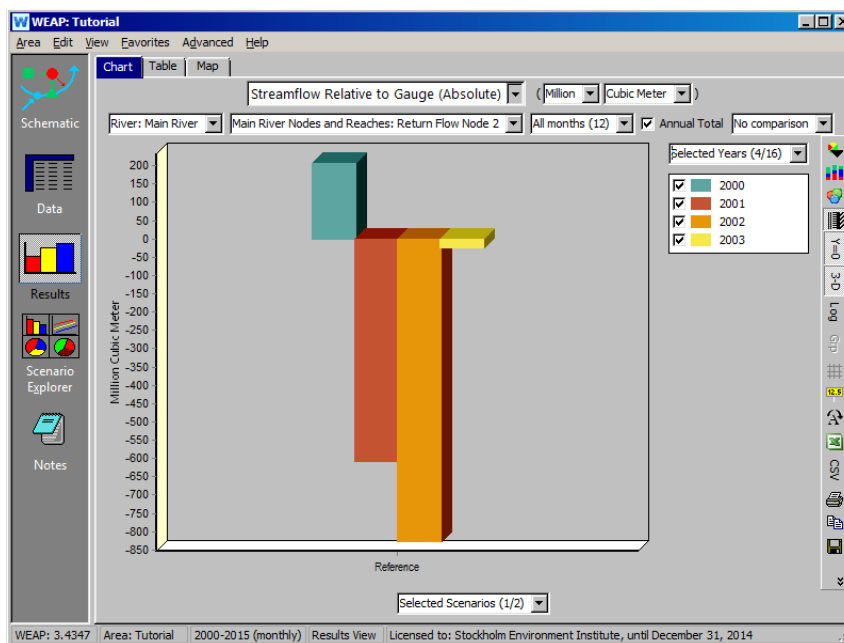 WEAP: Tutorial
Area Edit View Favorites Advanced Help
Chart Table Map
Streamflow Relative to Gauge (Absolute) ( Million Cubic Meter )
River: Main River Main River Nodes and Reaches: Return Flow Node 2 All months (12) Annual Total No comparison
Selected Years (4/16)
2000
2001
2002
2003
Schematic
Data
Results
Scenario
Explorer
Notes
Million Cubic Meter
200
150
100
50
0
-50
-100
-150
-200
-250
-300
-350
-400
-450
-500
-550
-600
-650
-700
-750
-800
-850
Reference
Selected Scenarios (1/2)
Y=0
3-D
Log
Grp
12.5
A
CSV
WEAP: 3.4347 Area: Tutorial 2000-2015 (monthly) Results View Licensed to: Stockholm Environment Institute, until December 31, 2014